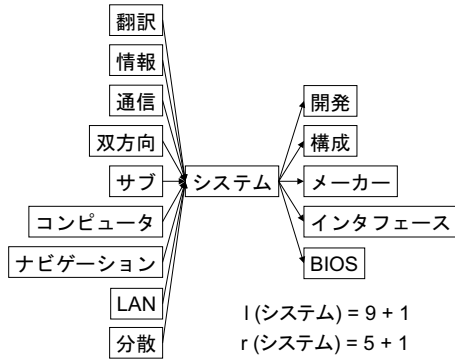 翻訳
情報
通信
双方向
サブ
コンピュータ
ナビゲーション
LAN
分散
システム
開発
構成
メーカー
インタフェース
BIOS
l (システム) = 9 + 1
r (システム) = 5 + 1